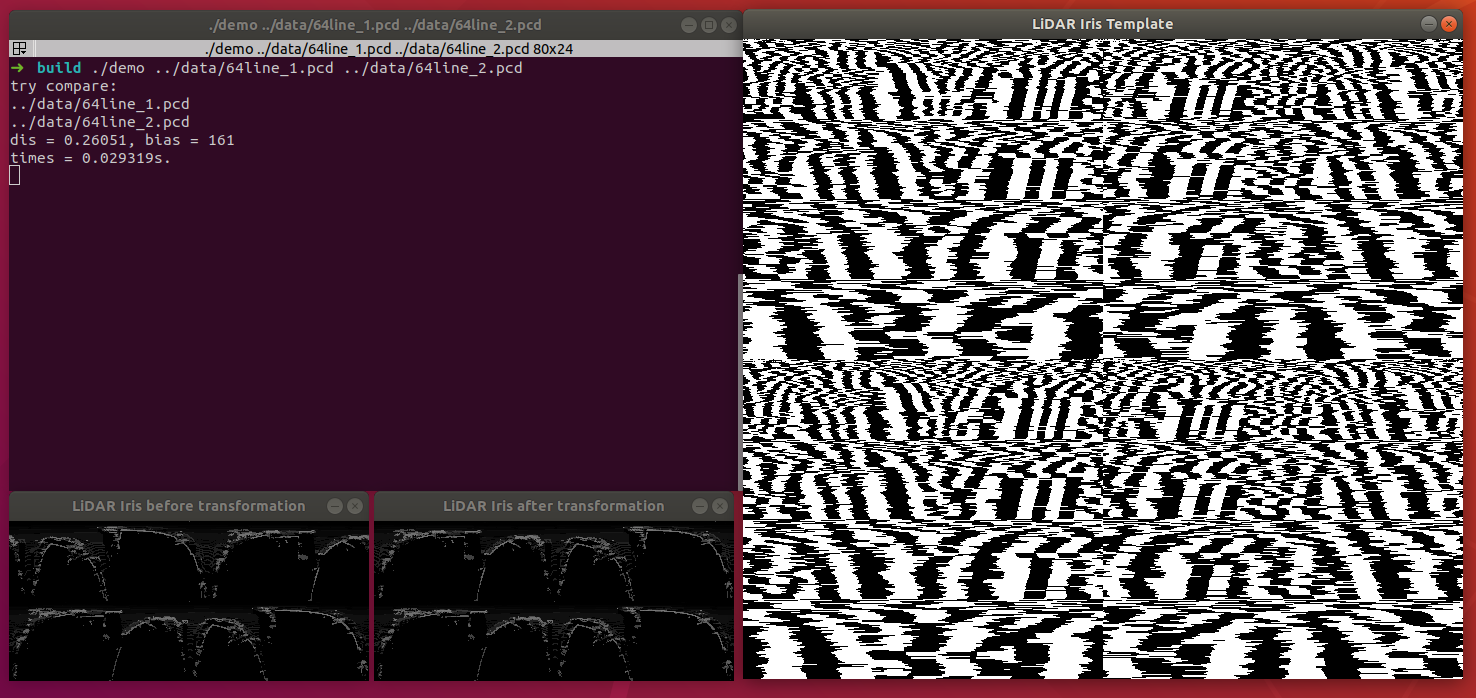 ./demo ../data/64line_1.pcd ../data/64line_2.pcd
./demo ../data/64line_1.pcd ../data/64line_2.pcd 80x24
➜ build ./demo ../data/64line_1.pcd ../data/64line_2.pcd
try compare:
../data/64line_1.pcd
../data/64line_2.pcd
dis = 0.26051, bias = 161
times = 0.029319s.
LiDAR Iris Template
LiDAR Iris before transformation
LiDAR Iris after transformation